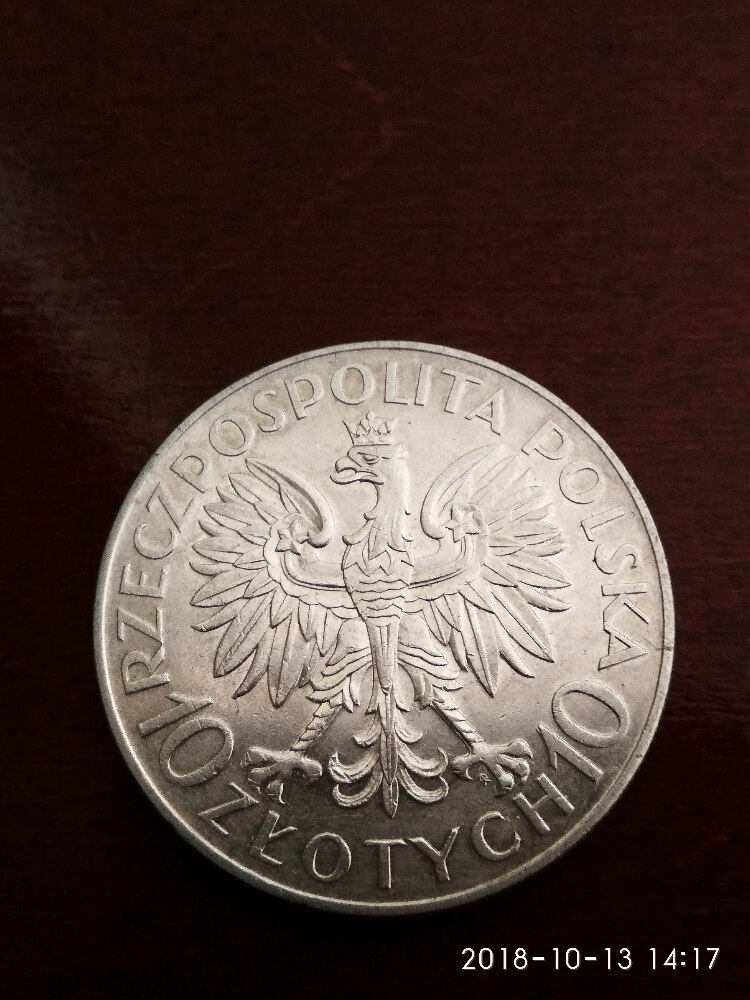 RZECZPOSPOLITA POLSKA
10 ZŁOTYCH 10
2018-10-13 14:17